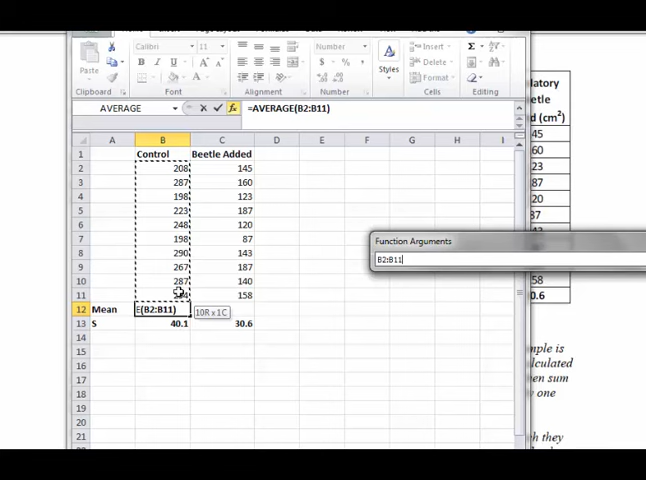 Calibri 11 Number Insert Σ
Paste B I U A $ % , Styles Delete
Format
Clipboard Font Alignment Number Cells Editing
AVERAGE =AVERAGE(B2:B11)
A B C D E F G H I
1 Control Beetle Added
2 208 145
3 287 160
4 198 123
5 223 187
6 248 120
7 198 87
8 290 143
9 267 187
10 287 140
11 158
12 Mean E(B2:B11)
10R x 1C
13 S 40.1 30.6
14
15
16
17
18
19
20
21
Function Arguments
B2:B11
latory
etle
d (cm²)
45
60
23
87
20
87
58
0.6
mple is
lculated
en sum
y one
h they